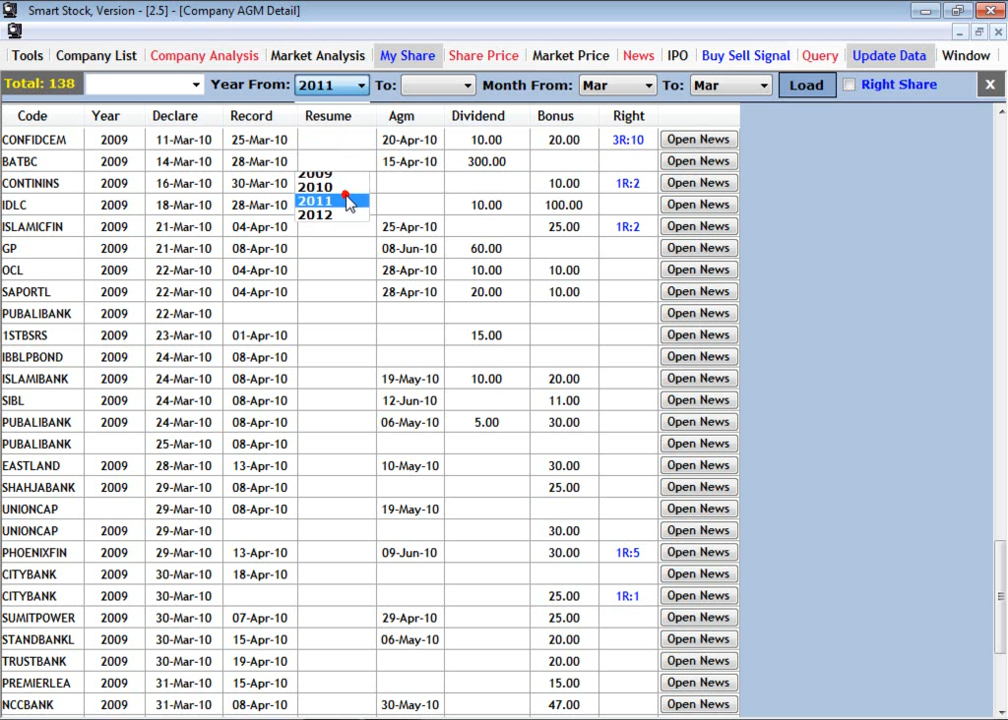 Smart Stock, Version - [2.5] - [Company AGM Detail]
Tools Company List Company Analysis Market Analysis My Share Share Price Market Price News IPO Buy Sell Signal Query Update Data Window
Total: 138 Year From: 2011 To: Month From: Mar To: Mar Load Right Share X
Code Year Declare Record Resume Agm Dividend Bonus Right
CONFIDCEM 2009 11-Mar-10 25-Mar-10 20-Apr-10 10.00 20.00 3R:10 Open News
BATBC 2009 14-Mar-10 28-Mar-10 15-Apr-10 300.00 Open News
2009
CONTININS 2009 16-Mar-10 30-Mar-10 2010 10.00 1R:2 Open News
IDLC 2009 18-Mar-10 28-Mar-10 2011 10.00 100.00 Open News
2012
ISLAMICFIN 2009 21-Mar-10 04-Apr-10 25-Apr-10 25.00 1R:2 Open News
GP 2009 21-Mar-10 08-Apr-10 08-Jun-10 60.00 Open News
OCL 2009 22-Mar-10 04-Apr-10 28-Apr-10 10.00 10.00 Open News
SAPORTL 2009 22-Mar-10 04-Apr-10 28-Apr-10 20.00 10.00 Open News
PUBALIBANK 2009 22-Mar-10 Open News
1STBSRS 2009 23-Mar-10 01-Apr-10 15.00 Open News
IBBLPBOND 2009 24-Mar-10 08-Apr-10 Open News
ISLAMIBANK 2009 24-Mar-10 08-Apr-10 19-May-10 10.00 20.00 Open News
SIBL 2009 24-Mar-10 08-Apr-10 12-Jun-10 11.00 Open News
PUBALIBANK 2009 24-Mar-10 08-Apr-10 06-May-10 5.00 30.00 Open News
PUBALIBANK 25-Mar-10 08-Apr-10 Open News
EASTLAND 2009 28-Mar-10 13-Apr-10 10-May-10 30.00 Open News
SHAHJABANK 2009 29-Mar-10 08-Apr-10 25.00 Open News
UNIONCAP 29-Mar-10 08-Apr-10 19-May-10 Open News
UNIONCAP 2009 29-Mar-10 30.00 Open News
PHOENIXFIN 2009 29-Mar-10 13-Apr-10 09-Jun-10 30.00 1R:5 Open News
CITYBANK 2009 30-Mar-10 18-Apr-10 Open News
CITYBANK 2009 30-Mar-10 25.00 1R:1 Open News
SUMITPOWER 2009 30-Mar-10 07-Apr-10 29-Apr-10 25.00 Open News
STANDBANKL 2009 30-Mar-10 15-Apr-10 06-May-10 20.00 Open News
TRUSTBANK 2009 30-Mar-10 19-Apr-10 20.00 Open News
PREMIERLEA 2009 31-Mar-10 15-Apr-10 15.00 Open News
NCCBANK 2009 31-Mar-10 08-Apr-10 30-May-10 47.00 Open News